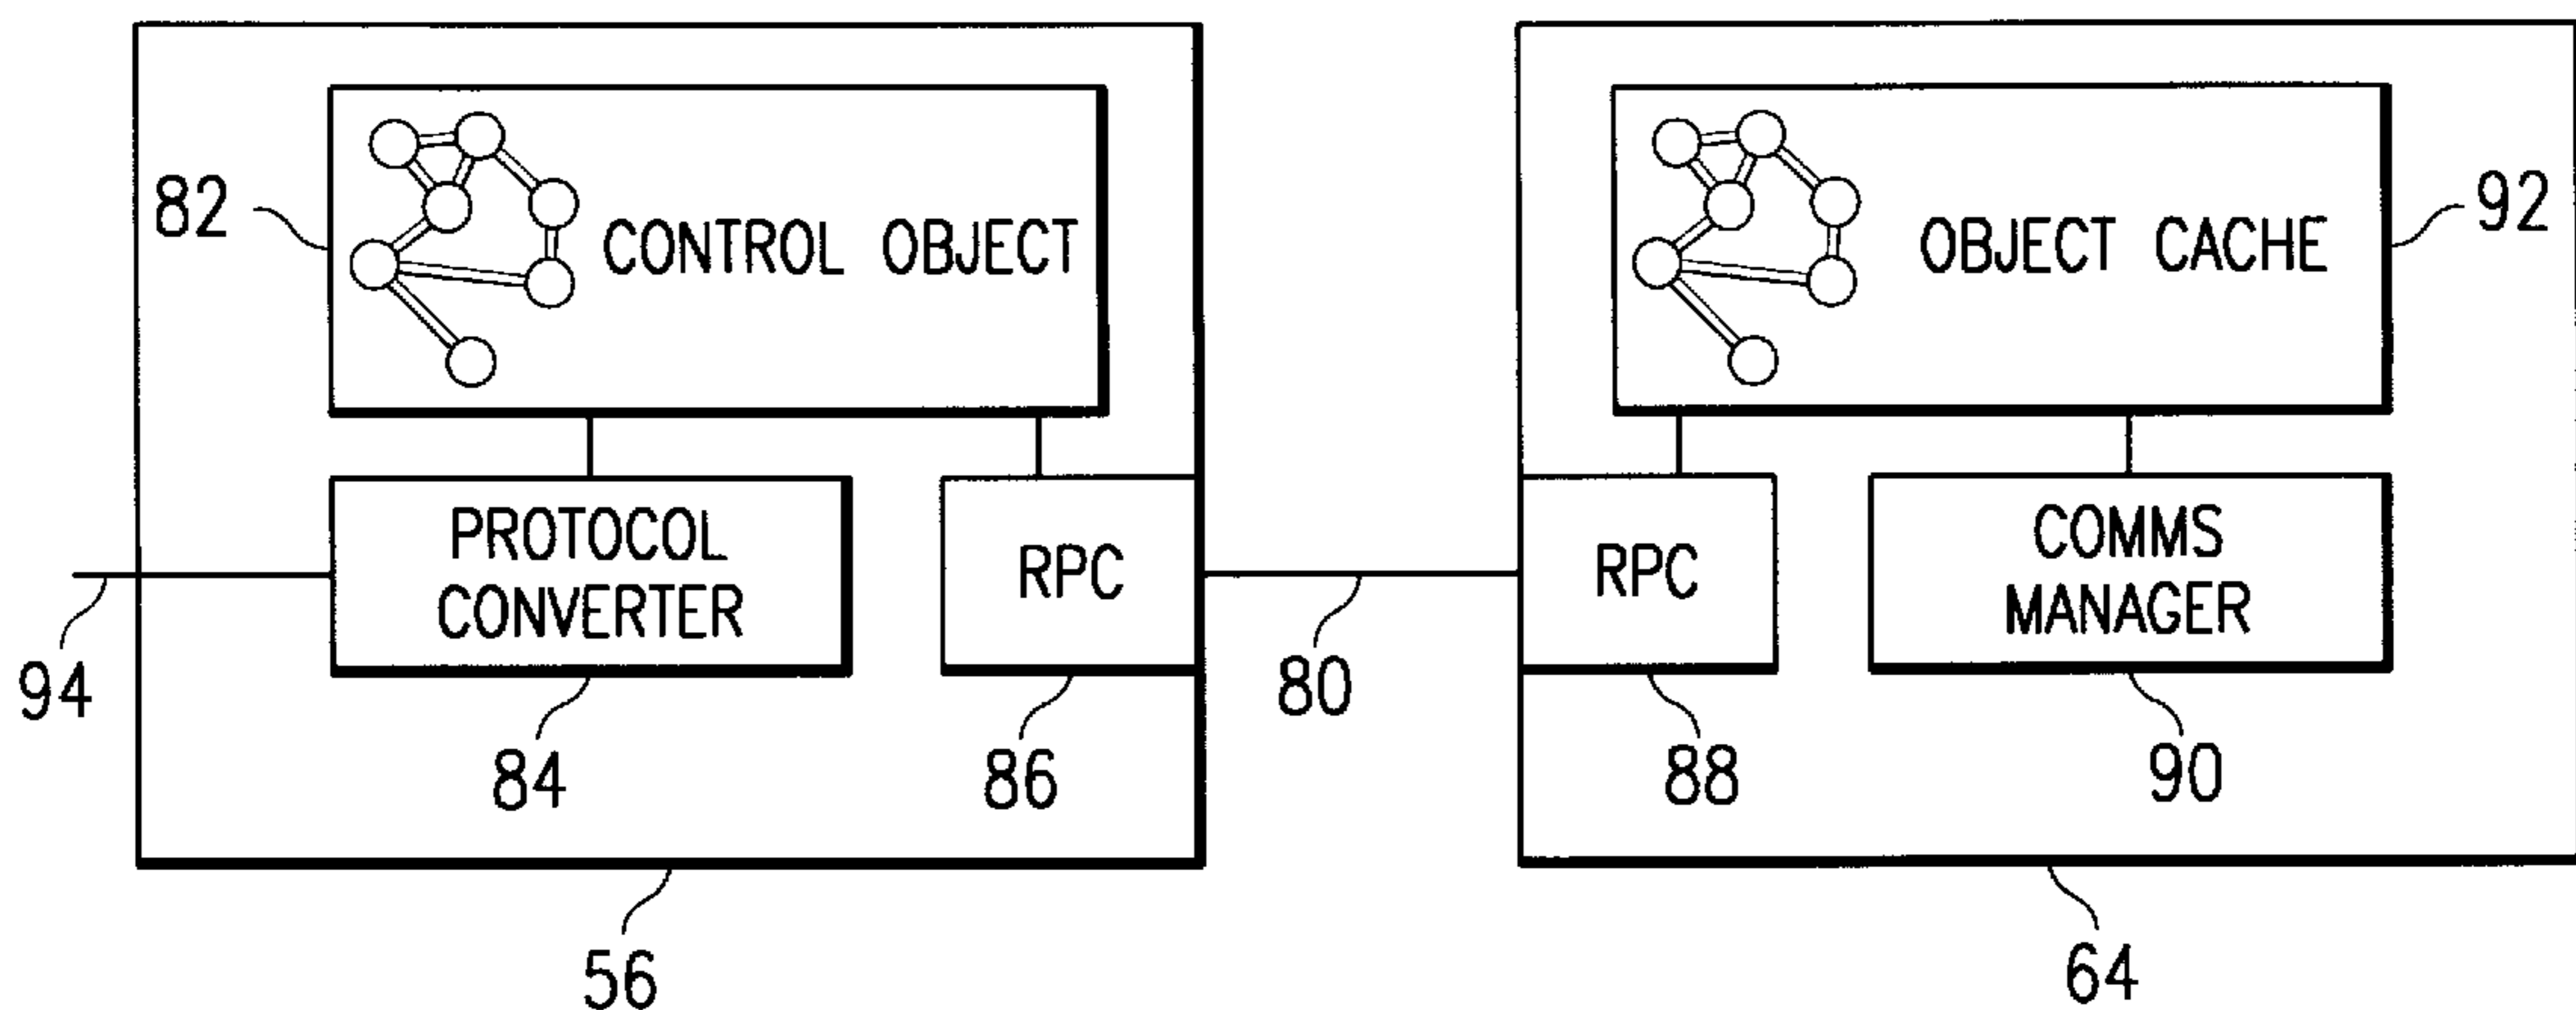 82
CONTROL OBJECT
OBJECT CACHE
92
PROTOCOL
CONVERTER
RPC
RPC
COMMS
MANAGER
94
84
86
80
88
90
56
64